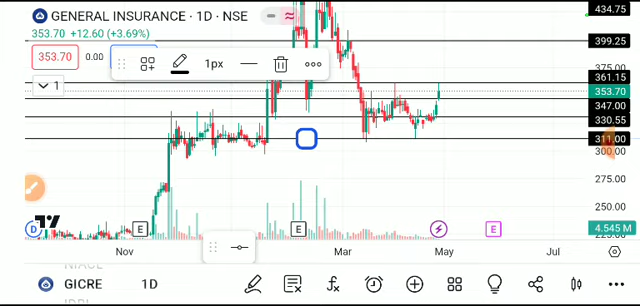 434.75
GENERAL INSURANCE · 1D · NSE
353.70 +12.60 (+3.69%)
399.25
353.70 0.00
1px
361.15
353.70
1
347.00
330.55
311.00
300.00
275.00
250.00
D E E E
4.545 M
Nov Mar May Jul
GICRE 1D